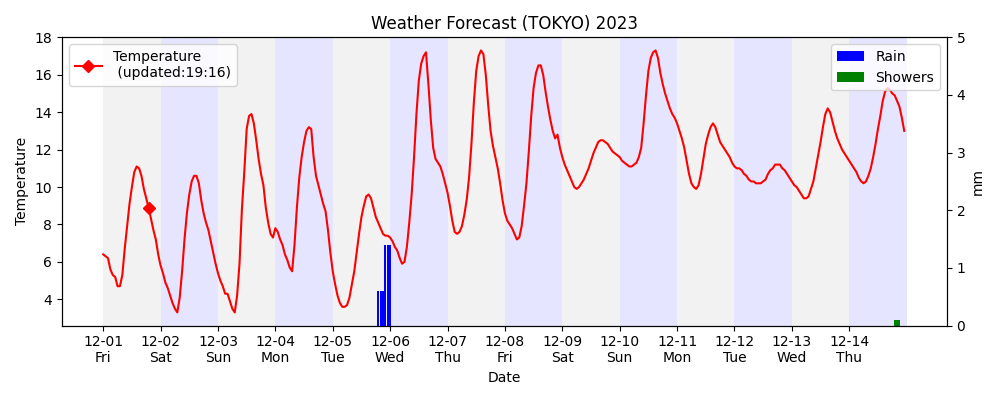 Weather Forecast (TOKYO) 2023
Temperature
(updated:19:16)
Rain
Showers
Temperature
18
16
14
12
10
8
6
4
5
4
3
2
1
0
mm
12-01 12-02 12-03 12-04 12-05 12-06 12-07 12-08 12-09 12-10 12-11 12-12 12-13 12-14
Fri Sat Sun Mon Tue Wed Thu Fri Sat Sun Mon Tue Wed Thu
Date